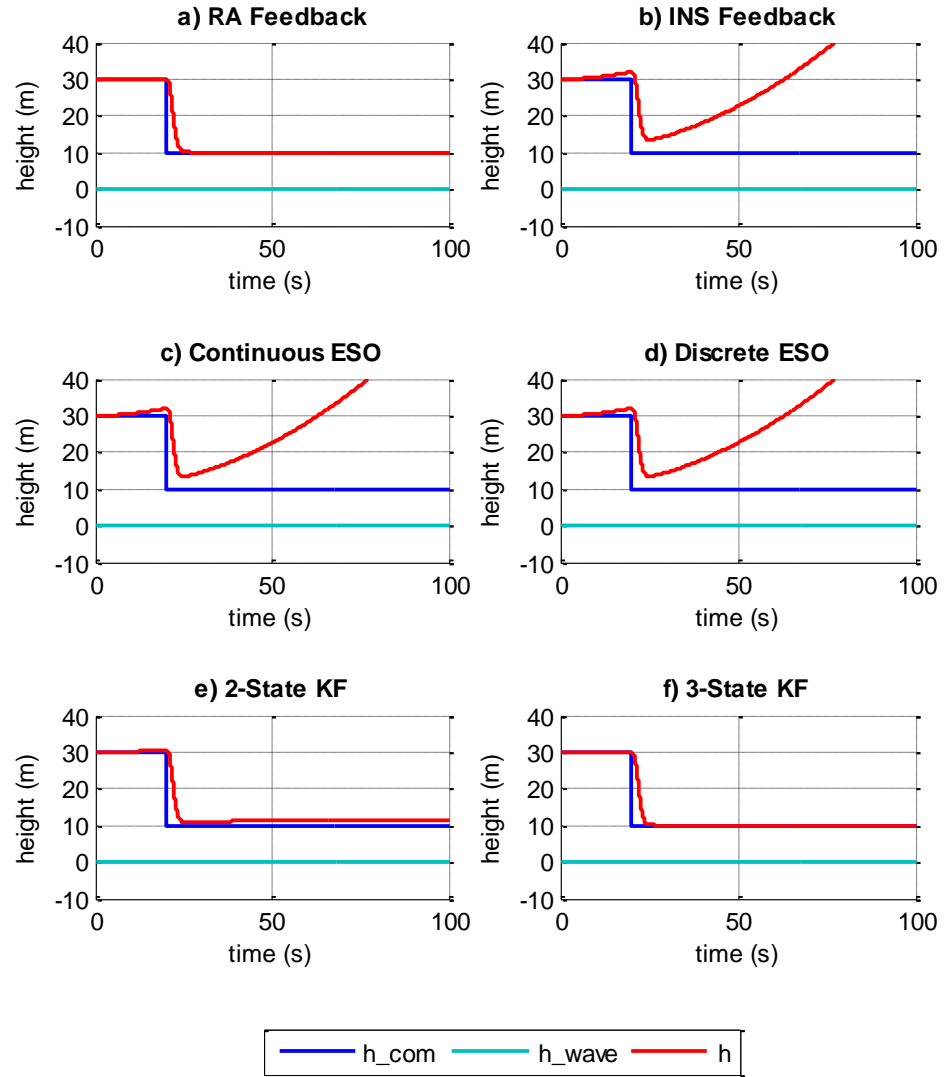 a) RA Feedback
height (m)
40
30
20
10
0
-10
0 50 100
time (s)
b) INS Feedback
height (m)
40
30
20
10
0
-10
0 50 100
time (s)
c) Continuous ESO
height (m)
40
30
20
10
0
-10
0 50 100
time (s)
d) Discrete ESO
height (m)
40
30
20
10
0
-10
0 50 100
time (s)
e) 2-State KF
height (m)
40
30
20
10
0
-10
0 50 100
time (s)
f) 3-State KF
height (m)
40
30
20
10
0
-10
0 50 100
time (s)
h_com h_wave h